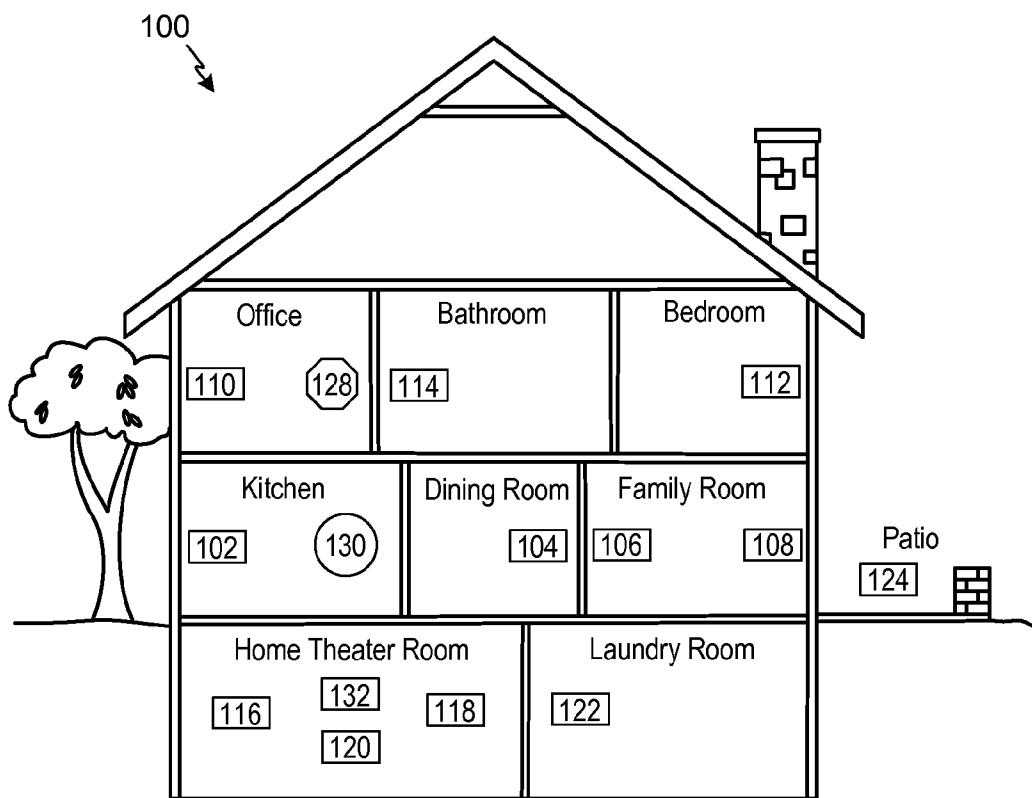 100
Office
Bathroom
Bedroom
110
128
114
112
Kitchen
Dining Room
Family Room
Patio
102
130
104
106
108
124
Home Theater Room
Laundry Room
116
132
118
122
120